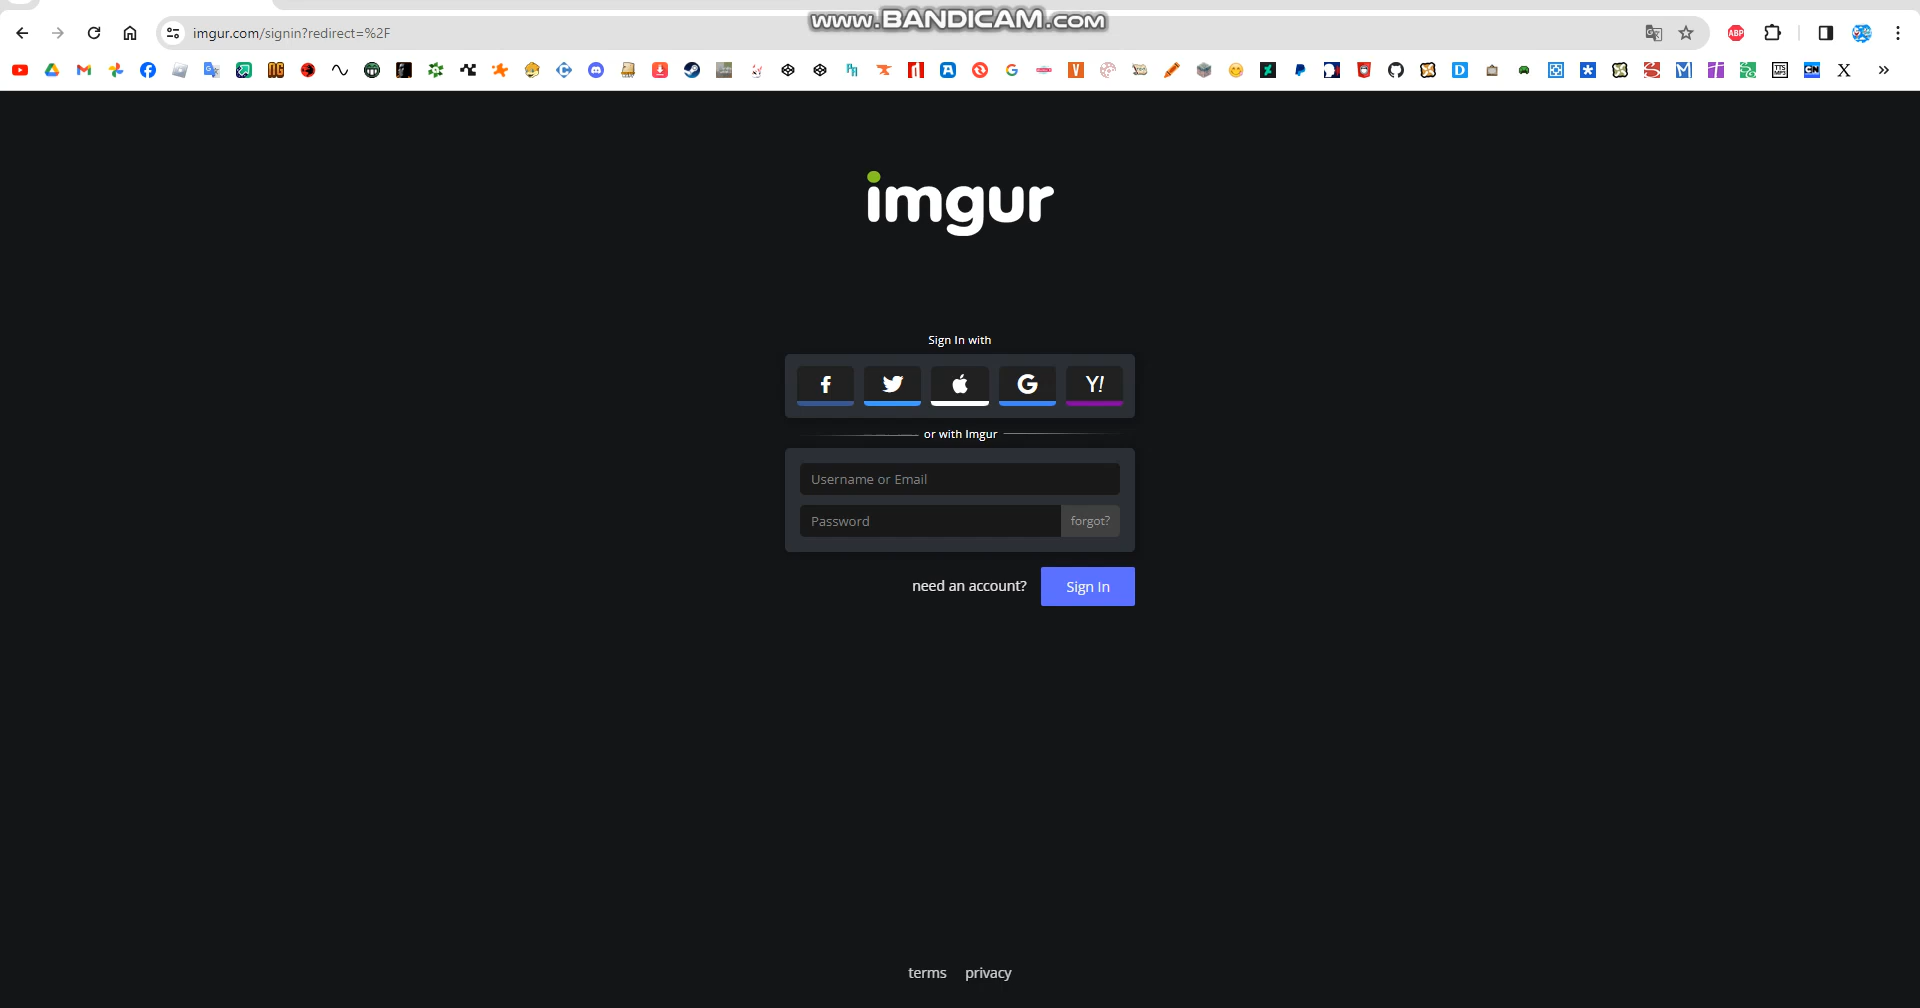 www.BANDICAM.com
imgur.com/signin?redirect=%2F
ABP
imgur
Sign In with
f G Y!
or with Imgur
Username or Email
Password forgot?
need an account? Sign In
terms privacy